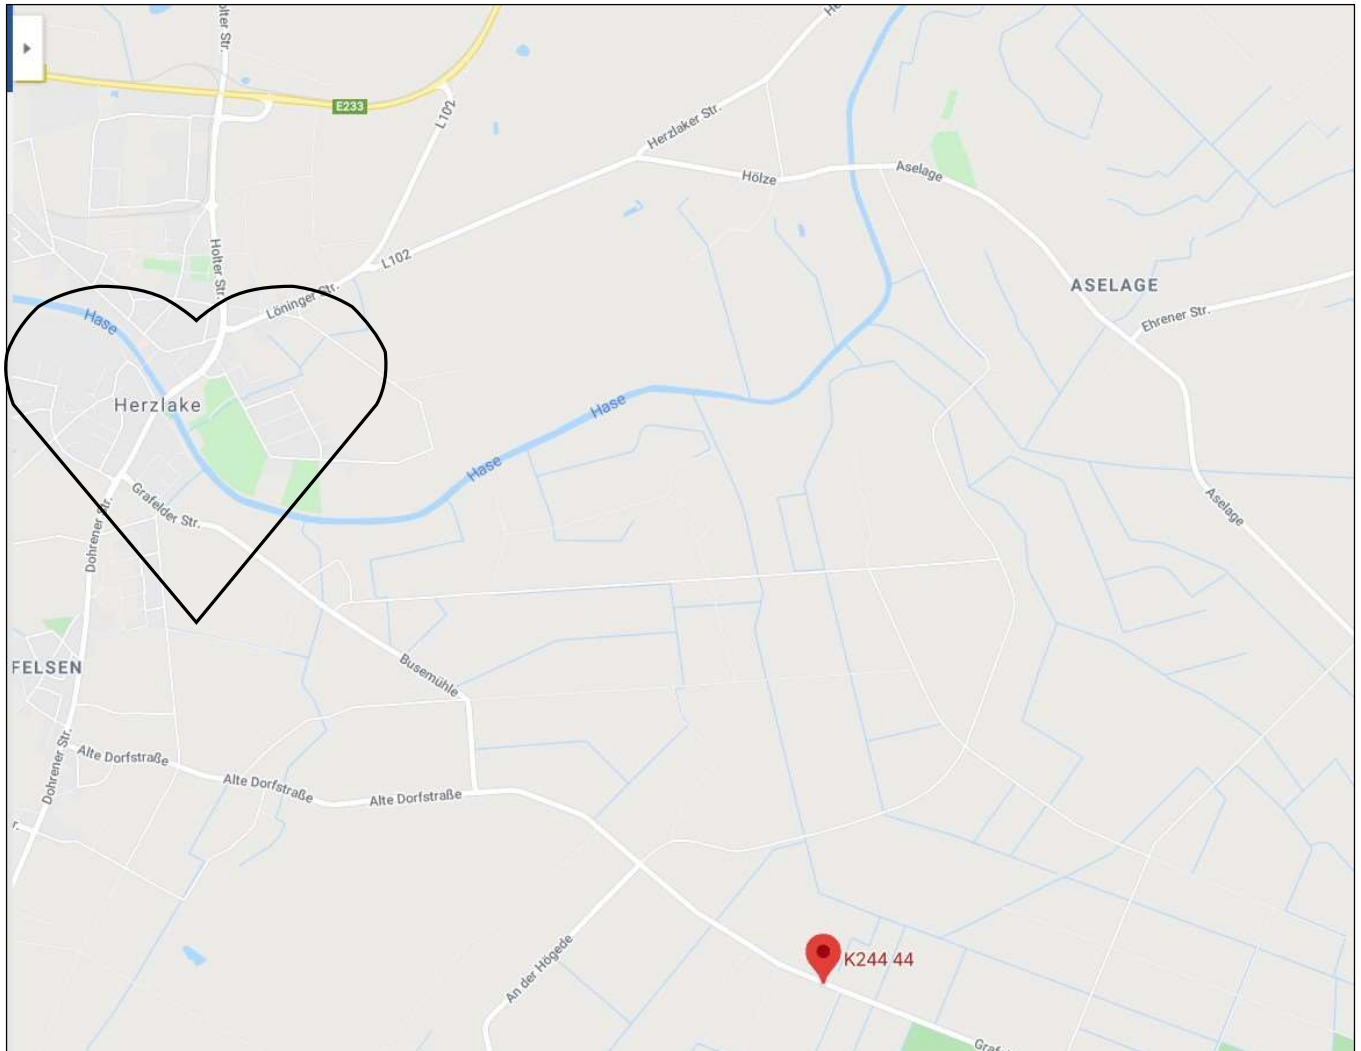 olter Str.
E233
L102
Herzlaker Str.
Hölze
Aselage
Holter Str.
L102
ASELAGE
Löninger Str.
Ehrener Str.
Hase
Herzlake
Hase
Hase
Grafelder Str.
Aselage
Dohrener Str.
FELSEN
Busemühle
Dohrener Str.
Alte Dorfstraße
Alte Dorfstraße
Alte Dorfstraße
r.
An der Högede
K244 44
Grafel